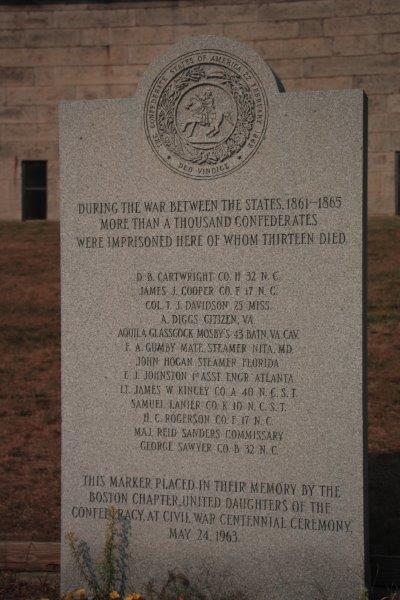 THE CONFEDERATE STATES OF AMERICA 22 FEBRUARY 1862
DEO VINDICE
DURING THE WAR BETWEEN THE STATES, 1861-1865
MORE THAN A THOUSAND CONFEDERATES
WERE IMPRISONED HERE OF WHOM THIRTEEN DIED.
D. B. CARTWRIGHT CO. H 32 N. C.
JAMES J. COOPER CO. F 17 N. C.
COL. T. J. DAVIDSON 23 MISS.
A. DIGGS CITIZEN, VA.
AQUILA GLASSCOCK MOSBY'S 43 BATN. VA. CAV.
F. A. GUMBY MATE, STEAMER NITA, MD.
JOHN HOGAN STEAMER FLORIDA
E. J. JOHNSTON 1ST ASST. ENGR. ATLANTA
LT. JAMES W. KINCEY CO. A 40 N. C. S. T.
SAMUEL LANIER CO. K 10 N. C. S. T.
H. C. ROGERSON CO. F 17 N. C.
MAJ. REID SANDERS COMMISSARY
GEORGE SAWYER CO. B 32 N. C.
THIS MARKER PLACED IN THEIR MEMORY BY THE
BOSTON CHAPTER, UNITED DAUGHTERS OF THE
CONFEDERACY, AT CIVIL WAR CENTENNIAL CEREMONY,
MAY 24, 1963.